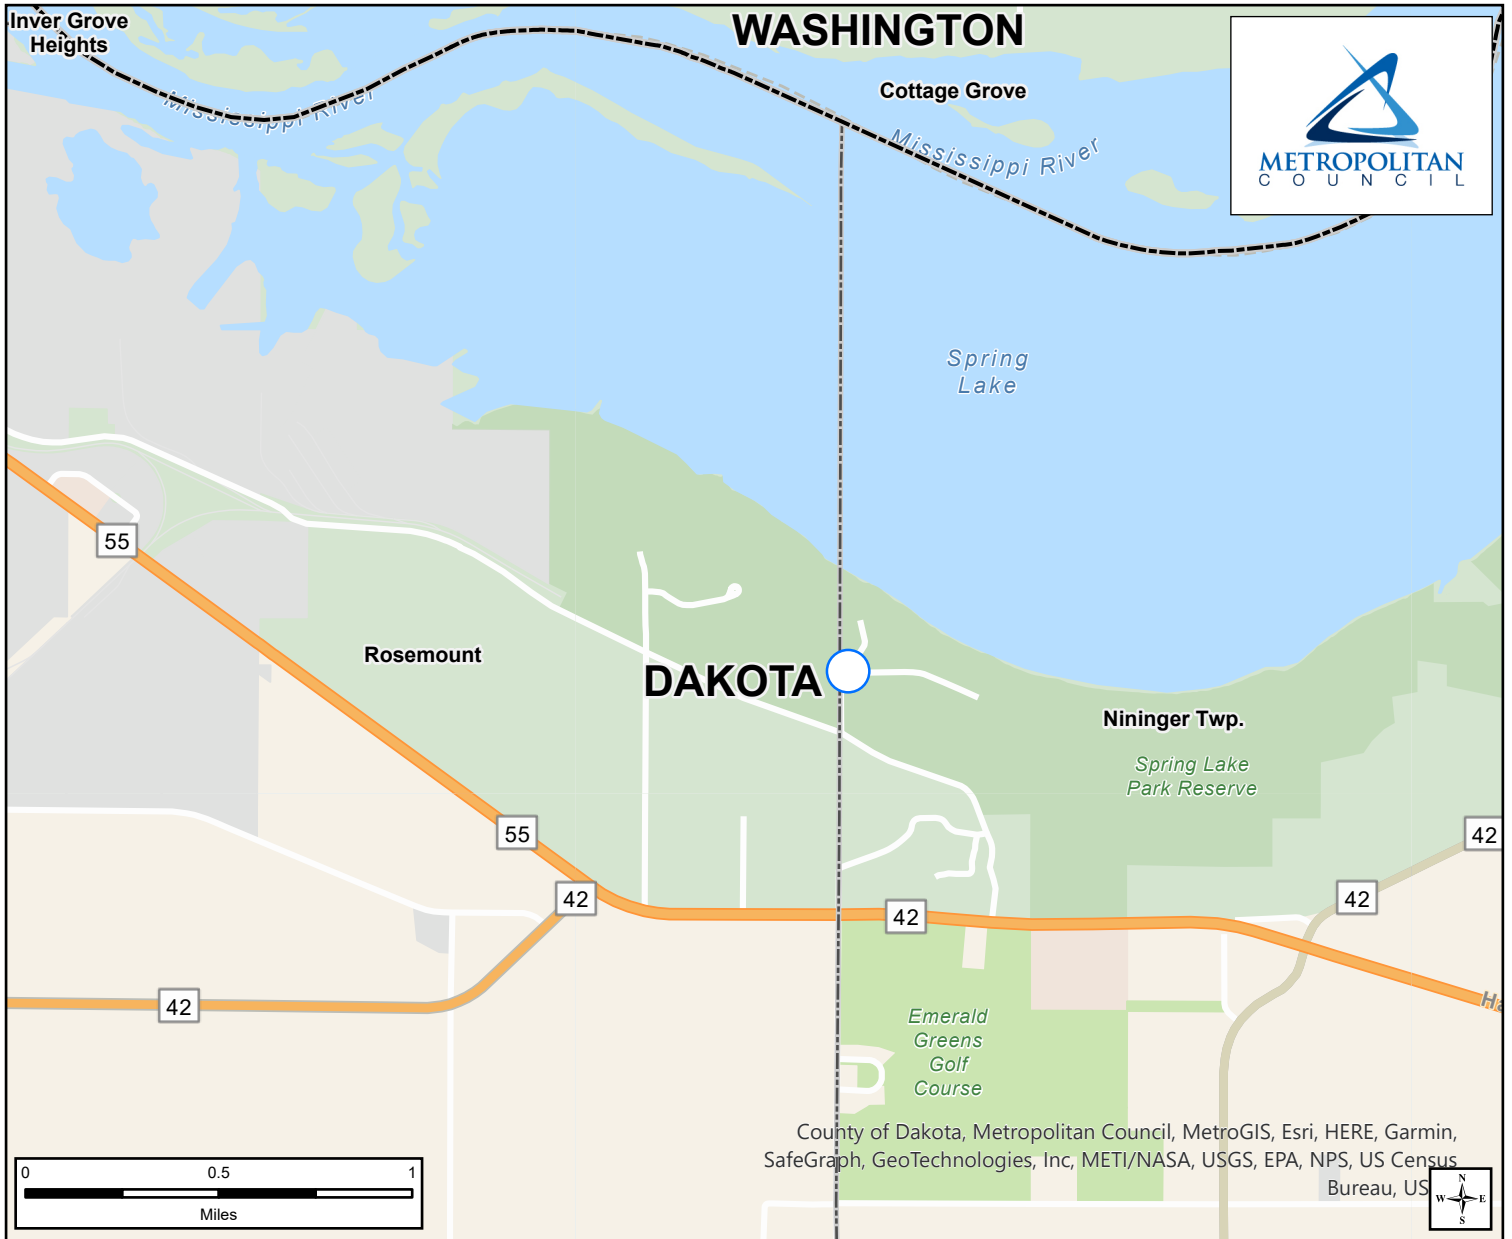 Inver Grove
Heights
WASHINGTON
Cottage Grove
Mississippi River
Mississippi River
METROPOLITAN
COUNCIL
Spring
Lake
55
Rosemount
DAKOTA
Nininger Twp.
Spring Lake
Park Reserve
55
42
42
42
42
42
Emerald
Greens
Golf
Course
County of Dakota, Metropolitan Council, MetroGIS, Esri, HERE, Garmin,
SafeGraph, GeoTechnologies, Inc, METI/NASA, USGS, EPA, NPS, US Census
Bureau,
0 0.5 1
Miles
N
W E
S